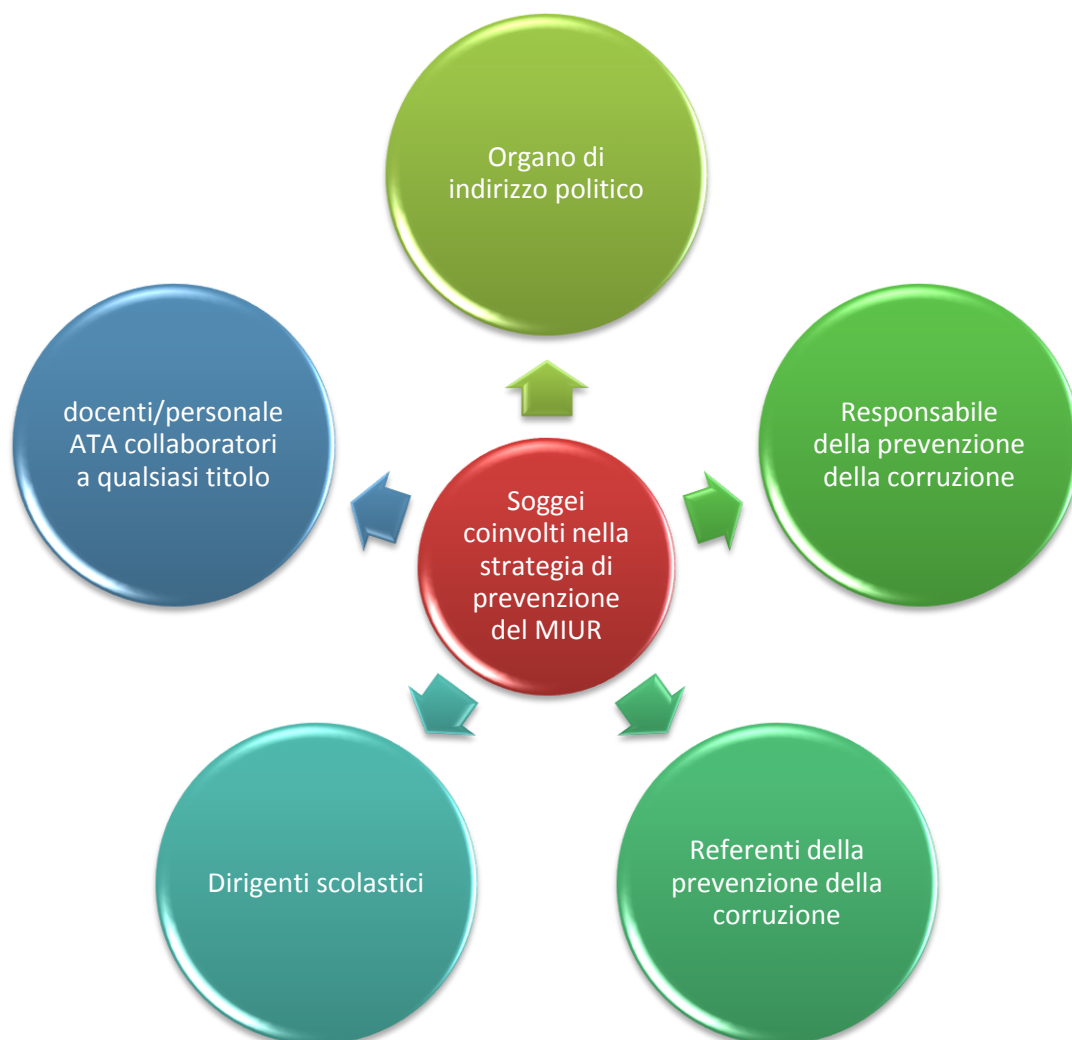 Organo di
indirizzo politico
Responsabile
della prevenzione
della corruzione
Referenti della
prevenzione della
corruzione
Dirigenti scolastici
docenti/personale
ATA collaboratori
a qualsiasi titolo
Soggei
coinvolti nella
strategia di
prevenzione
del MIUR